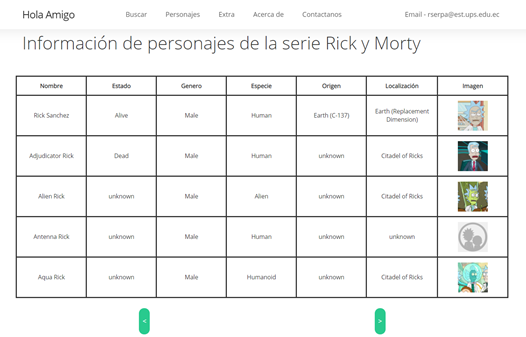 Hola Amigo Buscar Personajes Extra Acerca de Contactanos Email - rserpa@est.ups.edu.ec
Información de personajes de la serie Rick y Morty
Nombre Estado Genero Especie Origen Localización Imagen
Rick Sanchez Alive Male Human Earth (C-137) Earth (Replacement
Dimension)
Adjudicator Rick Dead Male Human unknown Citadel of Ricks
Alien Rick unknown Male Alien unknown Citadel of Ricks
Antenna Rick unknown Male Human unknown unknown
Aqua Rick unknown Male Humanoid unknown Citadel of Ricks
< >